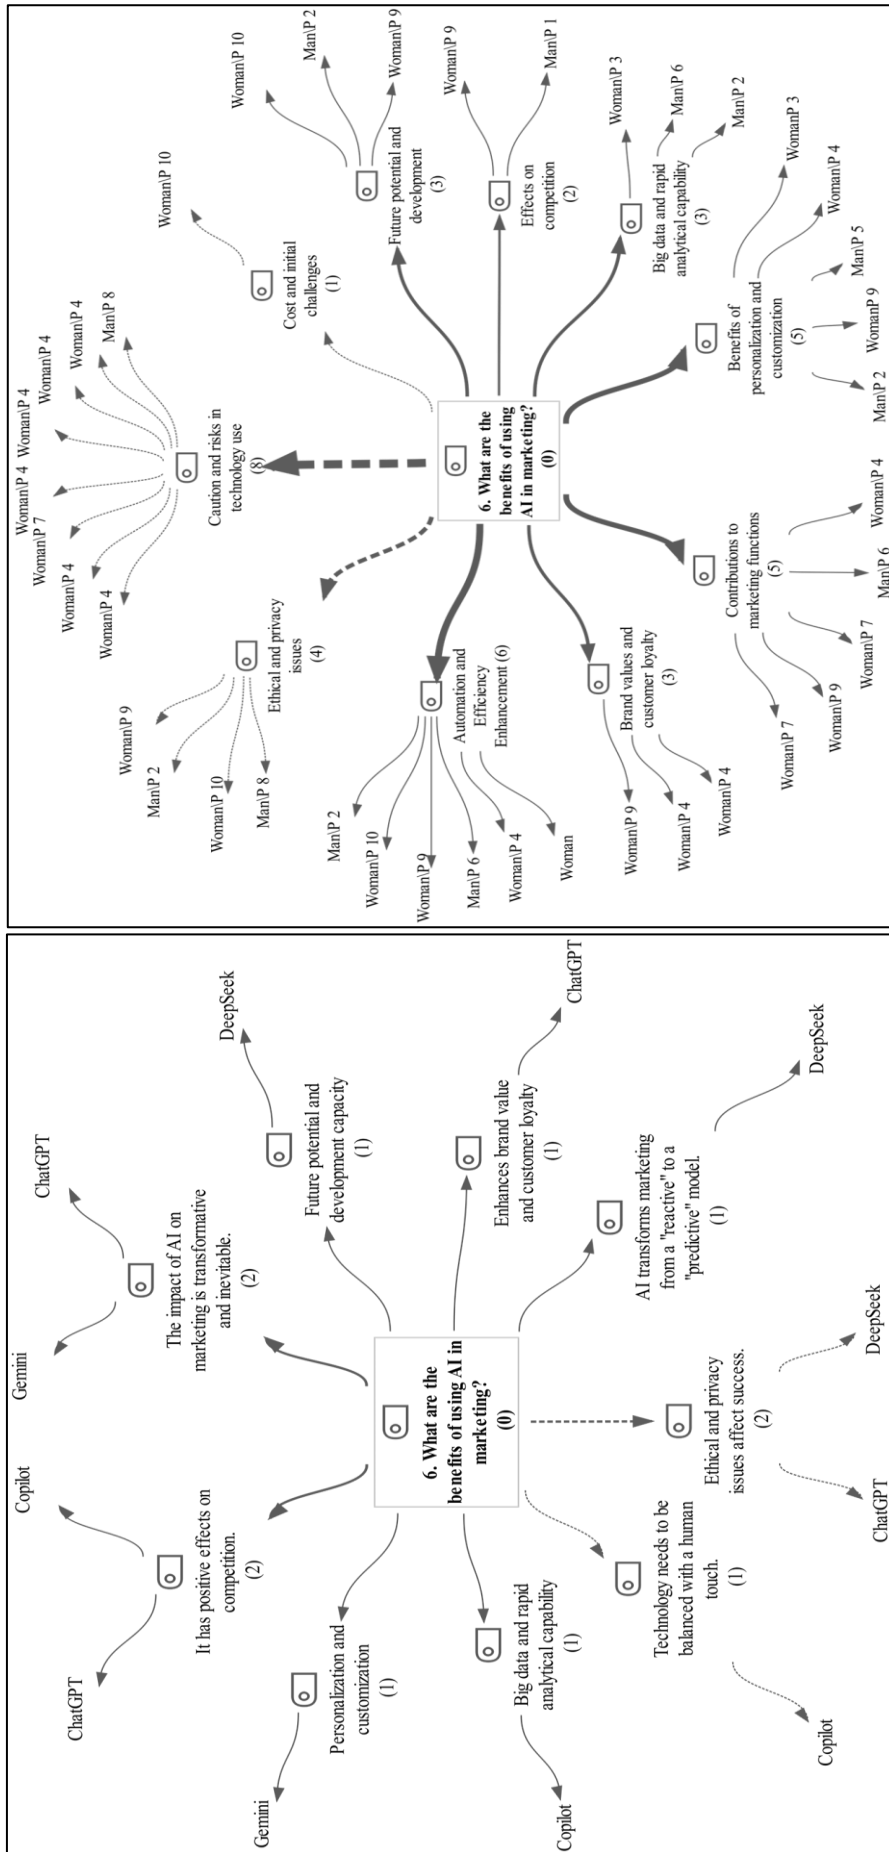 Woman\P 10
Man\P 2
Woman\P 9
Future potential and
development
(3)
Woman\P 9
Man\P 1
Effects on
competition
(2)
Woman\P 3
Man\P 6
Man\P 2
Big data and rapid
analytical capability
(3)
WomanP 3
Woman\P 4
Man\P 5
WomanP 9
Man\P 2
Benefits of
personalization and
customization
(5)
Woman\P 10
Cost and initial
challenges
(1)
Man\P 8
Woman\P 4
Woman\P 4
Woman\P 4
Woman\P 4
Woman\P 7
Woman\P 4
Woman\P 4
Caution and risks in
technology use
(8)
6. What are the
benefits of using
AI in marketing?
(0)
Woman\P 4
Man\P 6
Woman\P 7
Woman\P 9
Woman\P 7
Contributions to
marketing functions
(5)
Ethical and privacy
issues
(4)
Woman\P 9
Man\P 2
Woman\P 10
Man\P 8
Automation and
Efficiency
Enhancement (6)
Man\P 2
Woman\P 10
Woman\P 9
Man\P 6
Woman\P 4
Woman
Brand values and
customer loyalty
(3)
Woman\P 9
Woman\P 4
Woman\P 4
ChatGPT
Gemini
The impact of AI on
marketing is transformative
and inevitable.
(2)
DeepSeek
Future potential and
development capacity
(1)
ChatGPT
Enhances brand value
and customer loyalty
(1)
DeepSeek
AI transforms marketing
from a "reactive" to a
"predictive" model.
(1)
Copilot
ChatGPT
It has positive effects on
competition.
(2)
6. What are the
benefits of using AI in
marketing?
(0)
Ethical and privacy
issues affect success.
(2)
DeepSeek
ChatGPT
Personalization and
customization
(1)
Gemini
Big data and rapid
analytical capability
(1)
Copilot
Technology needs to be
balanced with a human
touch.
(1)
Copilot